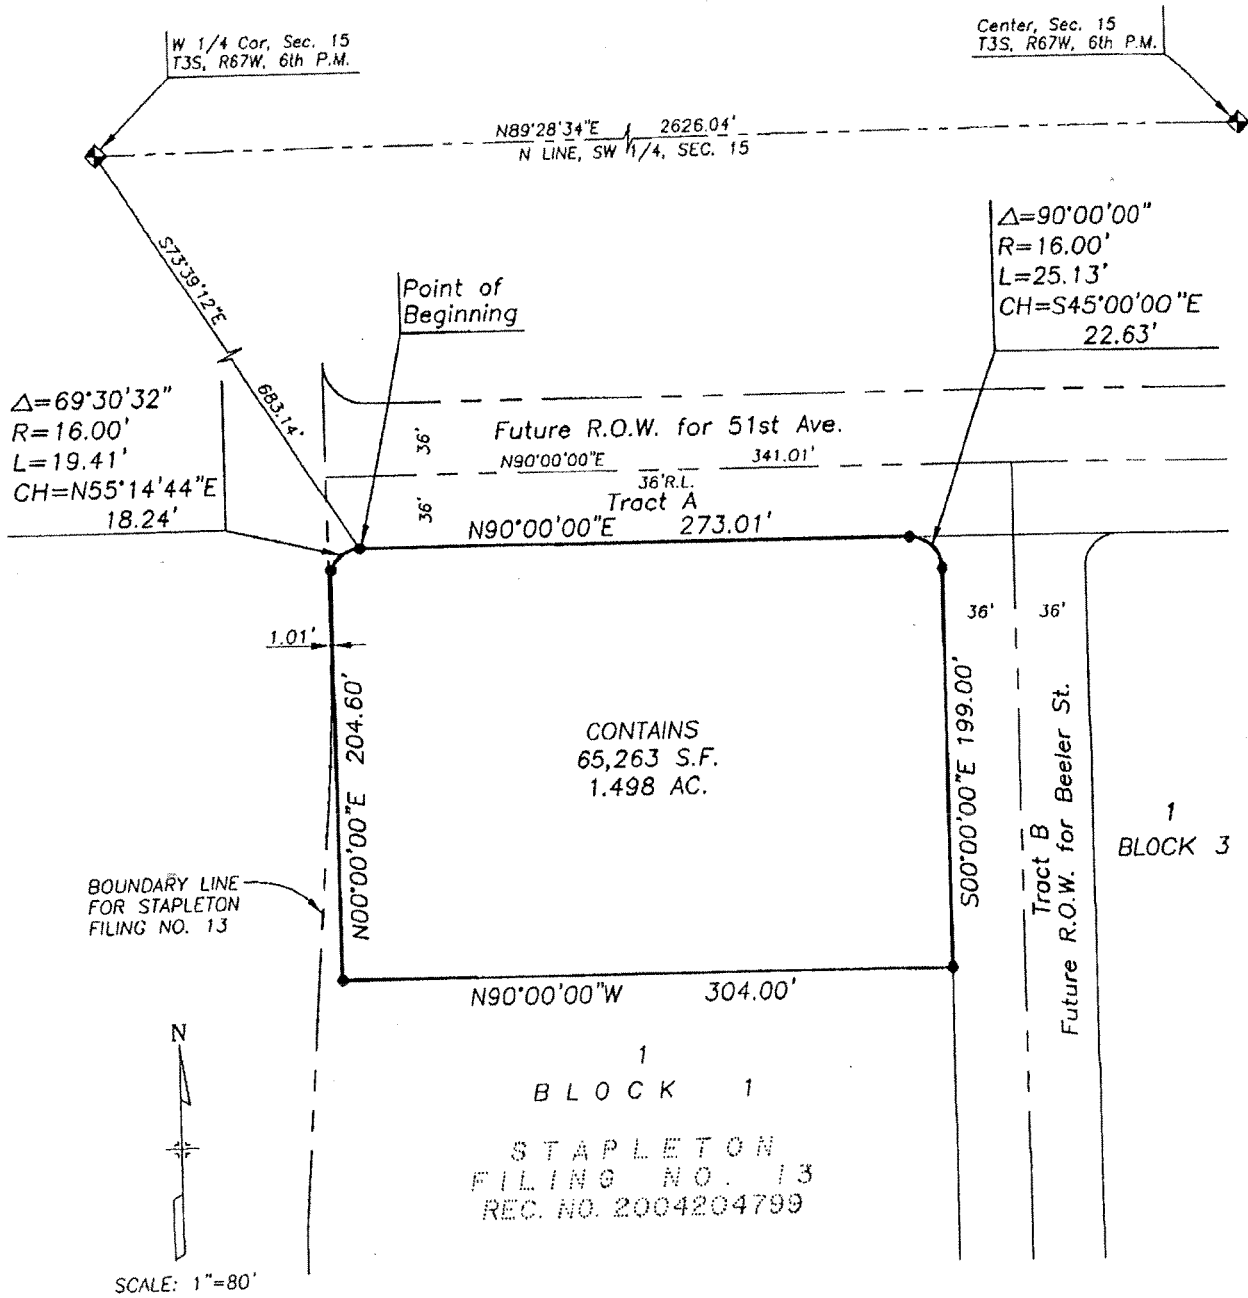 W 1/4 Cor, Sec. 15
T3S, R67W, 6th P.M.
Center, Sec. 15
T3S, R67W, 6th P.M.
N89°28'34"E 2626.04'
N LINE, SW 1/4, SEC. 15
S73°39'12"E
683.14'
Point of
Beginning
Δ=90°00'00"
R=16.00'
L=25.13'
CH=S45°00'00"E
22.63'
Δ=69°30'32"
R=16.00'
L=19.41'
CH=N55°14'44"E
18.24'
36'
Future R.O.W. for 51st Ave.
N90°00'00"E 341.01'
36'R.L.
36'
Tract A
N90°00'00"E 273.01'
36' 36'
1.01'
N00°00'00"E 204.60'
CONTAINS
65,263 S.F.
1.498 AC.
S00°00'00"E 199.00'
Tract B
Future R.O.W. for Beeler St.
1
BLOCK 3
BOUNDARY LINE
FOR STAPLETON
FILING NO. 13
N90°00'00"W 304.00'
N
1
BLOCK 1
STAPLETON
FILING NO. 13
REC. NO. 2004204799
SCALE: 1"=80'